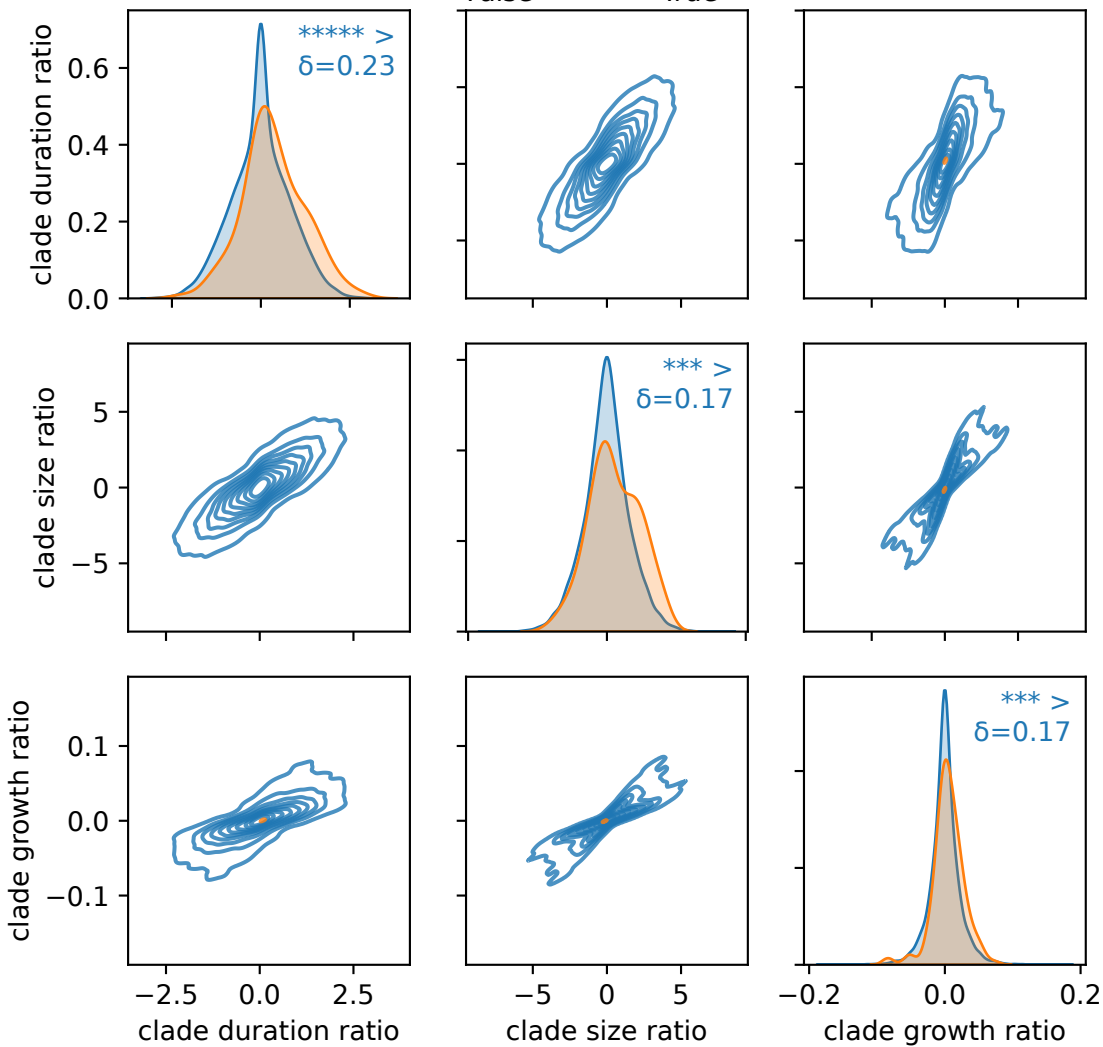 ***** >
δ=0.23
clade duration ratio
0.6
0.4
0.2
0.0
*** >
δ=0.17
clade size ratio
5
0
−5
*** >
δ=0.17
clade growth ratio
0.1
0.0
−0.1
−2.5 0.0 2.5
−5 0 5
−0.2 0.0 0.2
clade duration ratio
clade size ratio
clade growth ratio